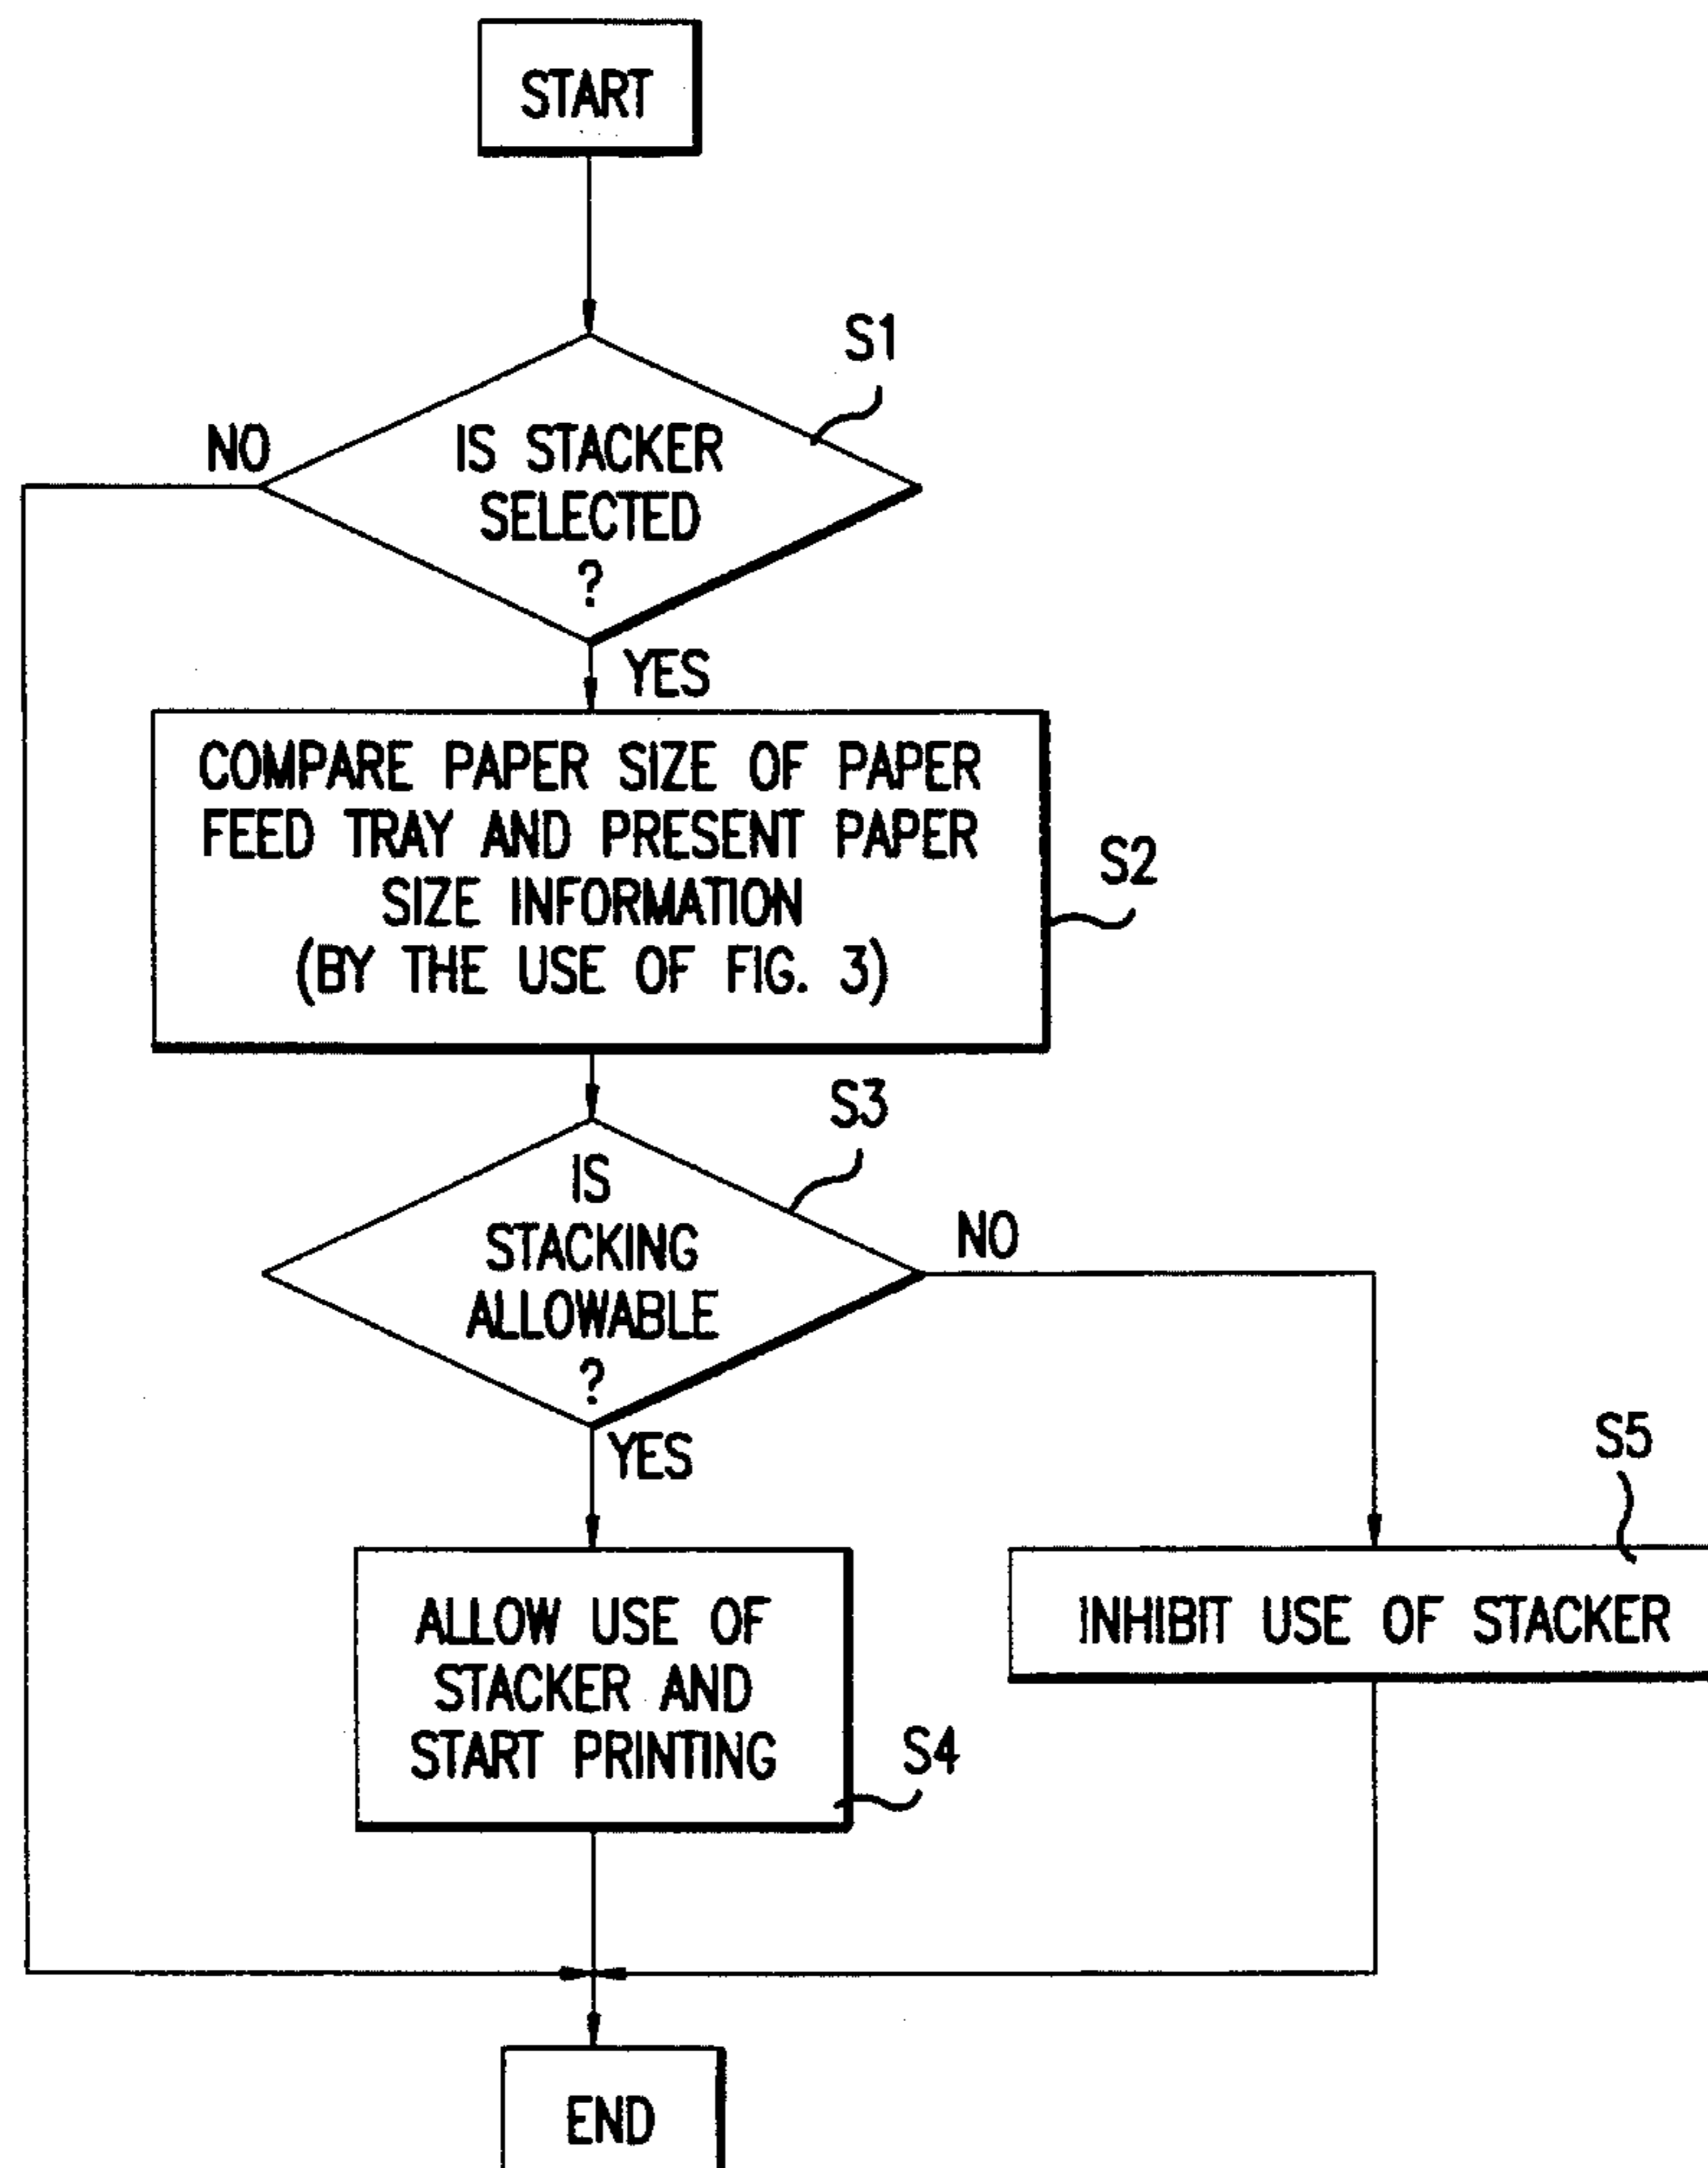 START
S1
NO
IS STACKER
SELECTED
?
YES
COMPARE PAPER SIZE OF PAPER
FEED TRAY AND PRESENT PAPER
SIZE INFORMATION
(BY THE USE OF FIG. 3)
S2
S3
IS
STACKING
ALLOWABLE
?
NO
YES
S5
ALLOW USE OF
STACKER AND
START PRINTING
S4
INHIBIT USE OF STACKER
END